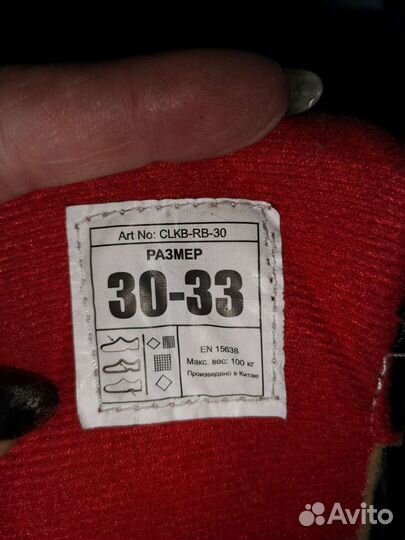 Art No: CLKB-RB-30
РАЗМЕР
30-33
EN 15638
Макс. вес: 100 кг
Произведено в Китае
Avito